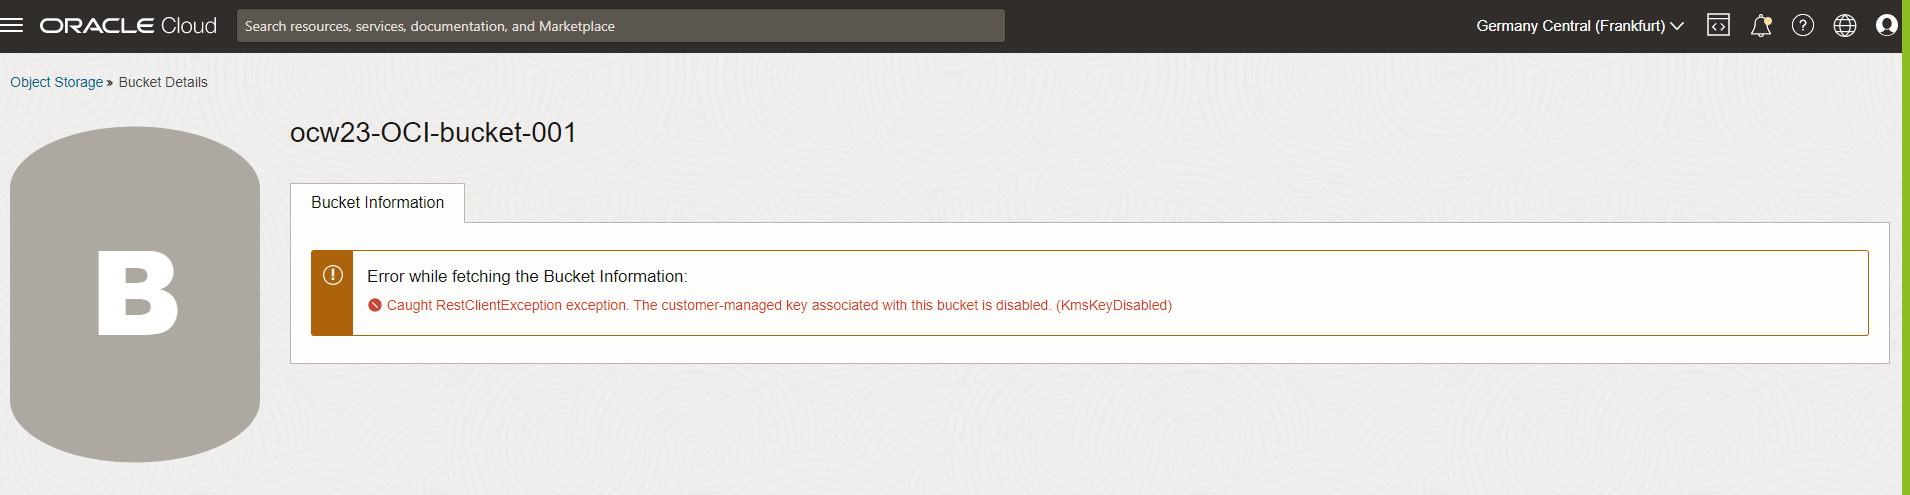 ORACLE Cloud
Search resources, services, documentation, and Marketplace
Germany Central (Frankfurt)
Object Storage » Bucket Details
ocw23-OCI-bucket-001
B
Bucket Information
Error while fetching the Bucket Information:
Caught RestClientException exception. The customer-managed key associated with this bucket is disabled. (KmsKeyDisabled)